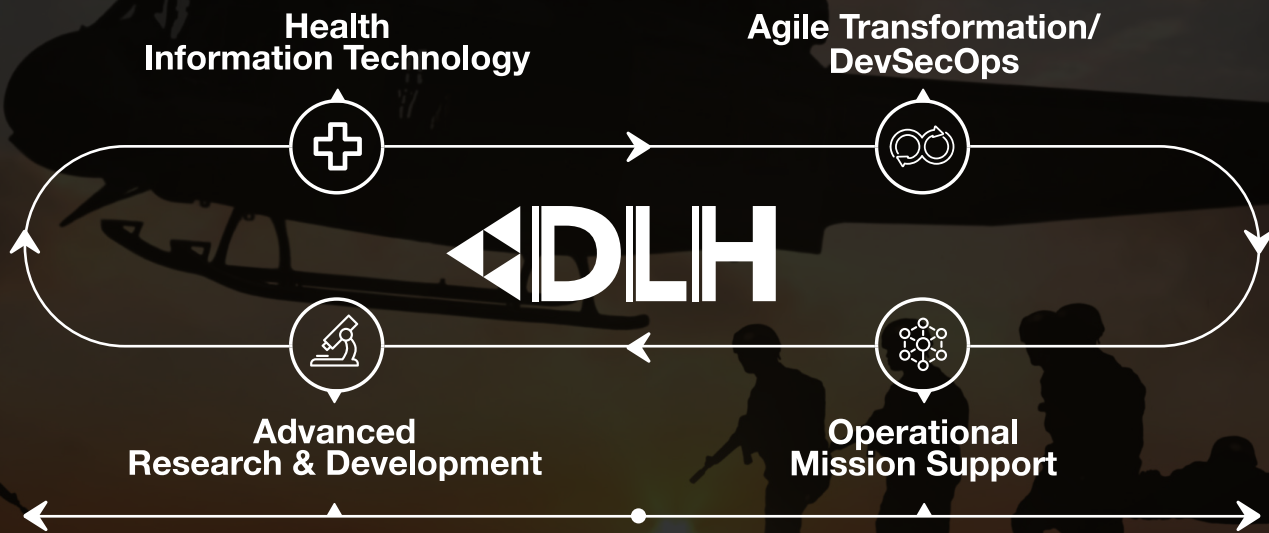 Health
Information Technology
Agile Transformation/
DevSecOps
DLH
Advanced
Research & Development
Operational
Mission Support